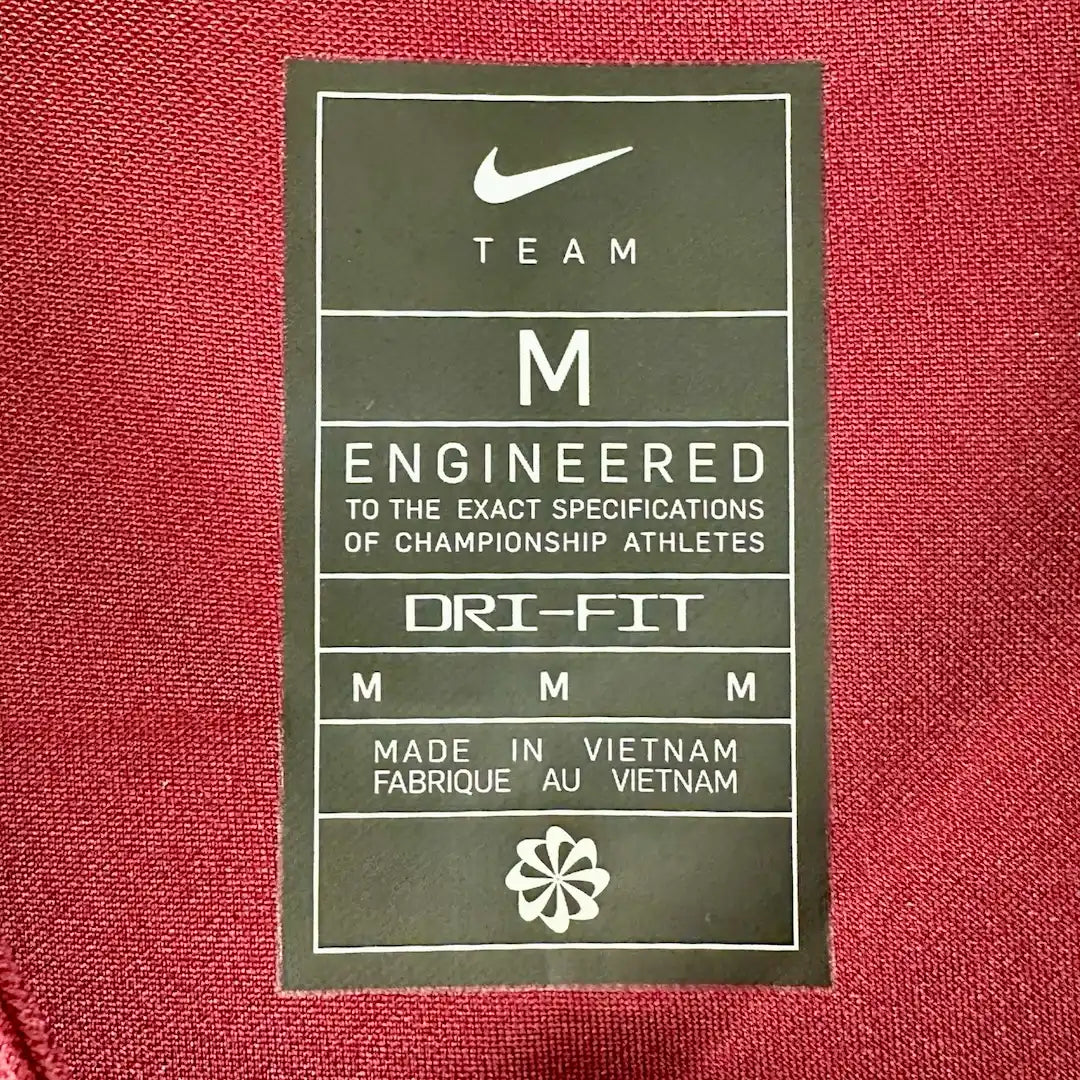 TEAM
M
ENGINEERED
TO THE EXACT SPECIFICATIONS
OF CHAMPIONSHIP ATHLETES
DRI-FIT
M M M
MADE IN VIETNAM
FABRIQUE AU VIETNAM